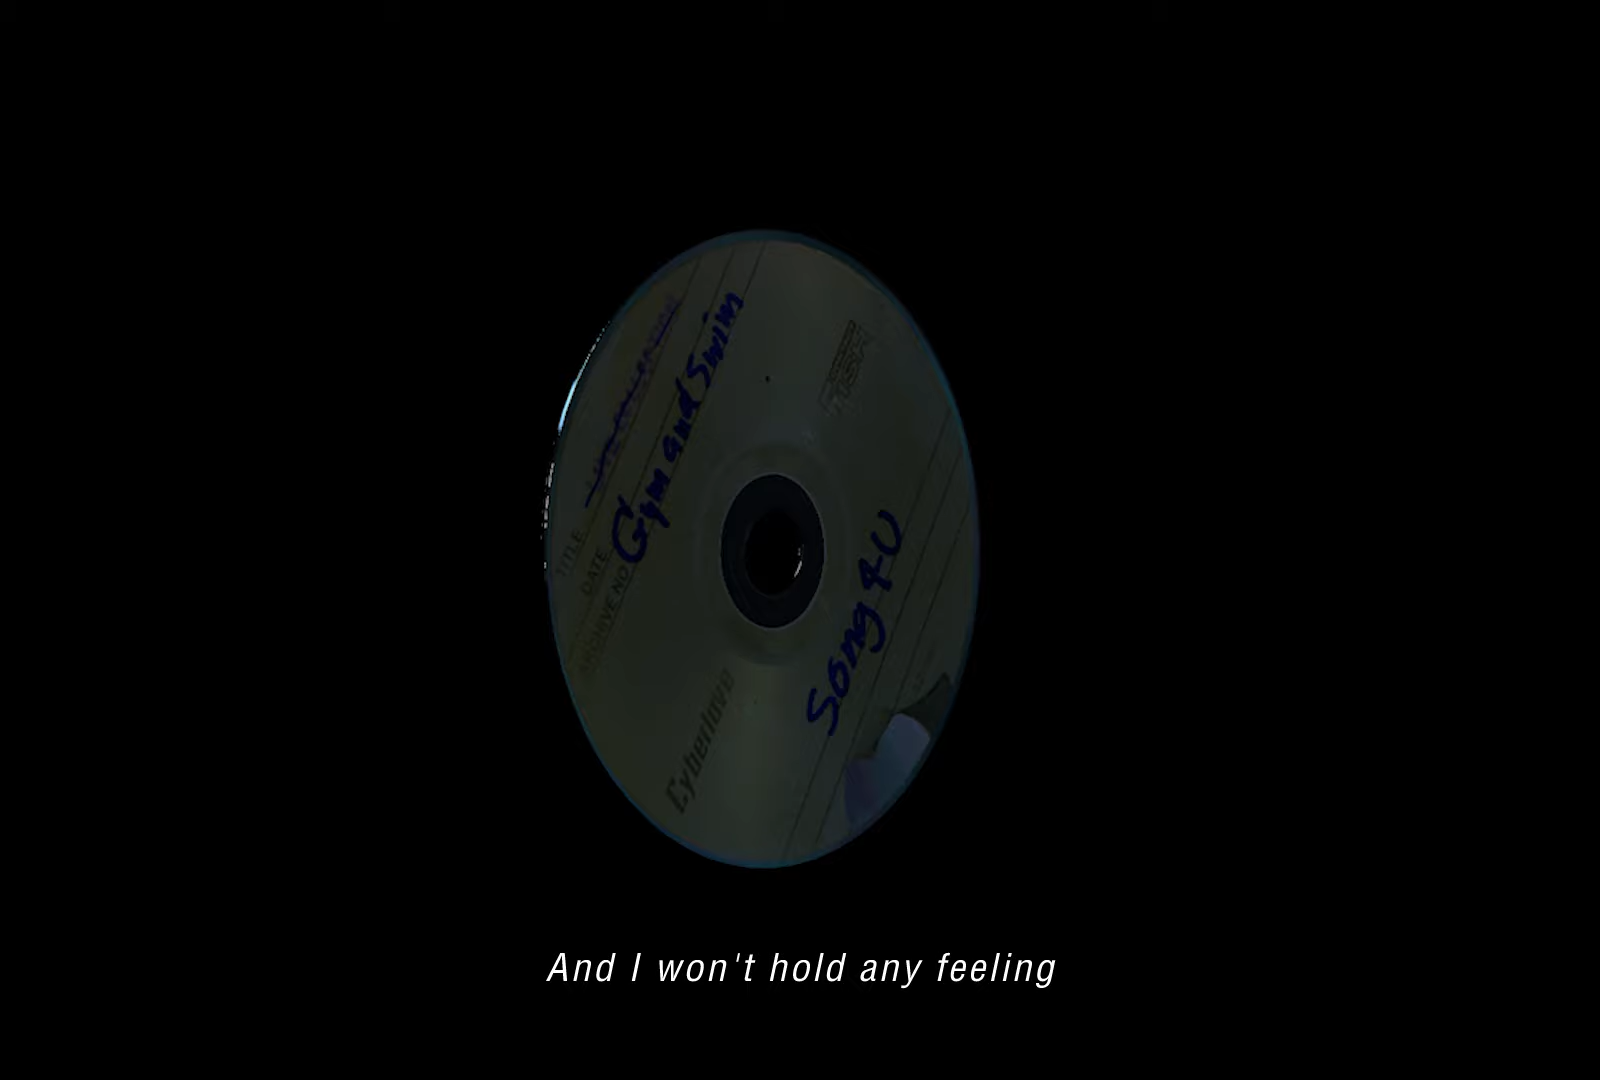 TITLE
DATE
ARCHIVE NO
Gym and Swim
Song 4 U
Cyberlove
And I won't hold any feeling